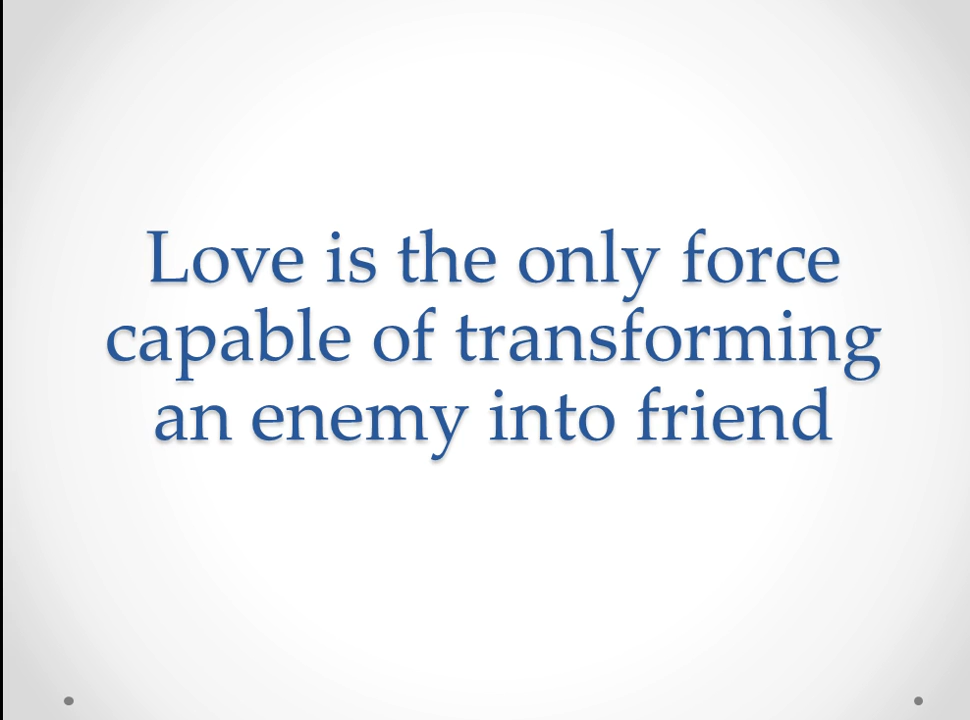 Love is the only force
capable of transforming
an enemy into friend